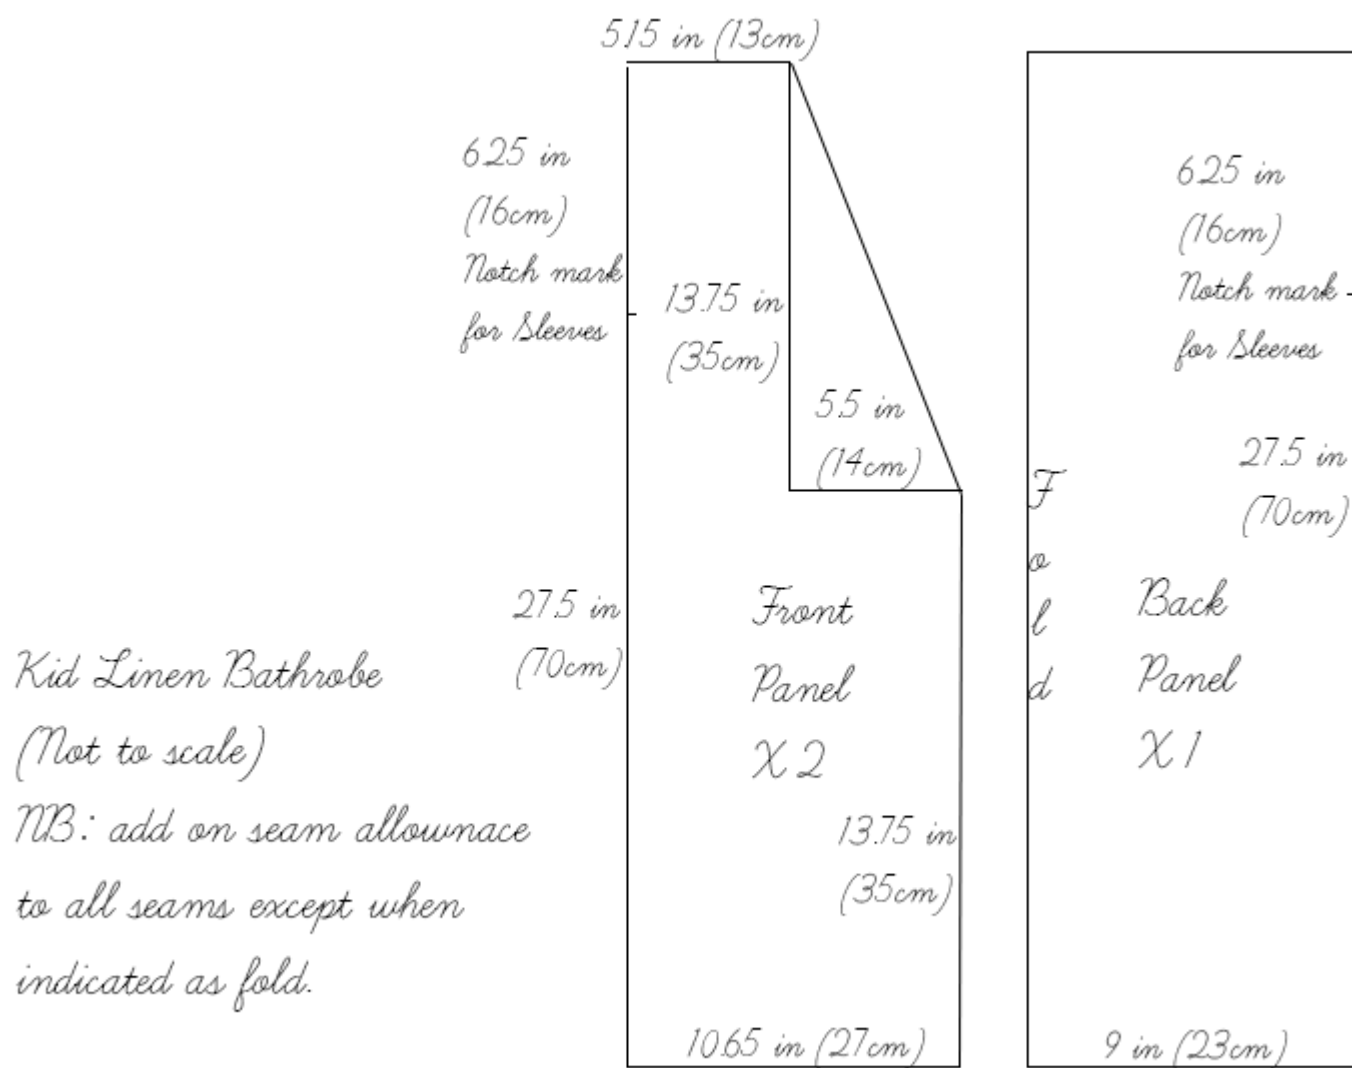 5.15 in (13cm)
6.25 in
(16cm)
Notch mark
for Sleeves
13.75 in
(35cm)
5.5 in
(14cm)
27.5 in
(70cm)
Front
Panel
X 2
13.75 in
(35cm)
10.65 in (27cm)
Kid Linen Bathrobe
(Not to scale)
NB: add on seam allownace
to all seams except when
indicated as fold.
6.25 in
(16cm)
Notch mark
for Sleeves
27.5 in
(70cm)
F
o
l
d
Back
Panel
X 1
9 in (23cm)